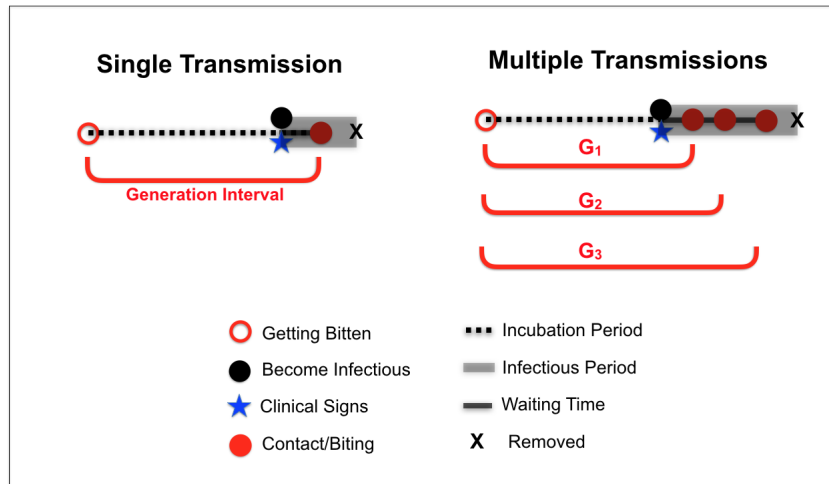 Single Transmission
X
Generation Interval
Multiple Transmissions
X
G1
G2
G3
Getting Bitten
Become Infectious
Clinical Signs
Contact/Biting
Incubation Period
Infectious Period
Waiting Time
X Removed